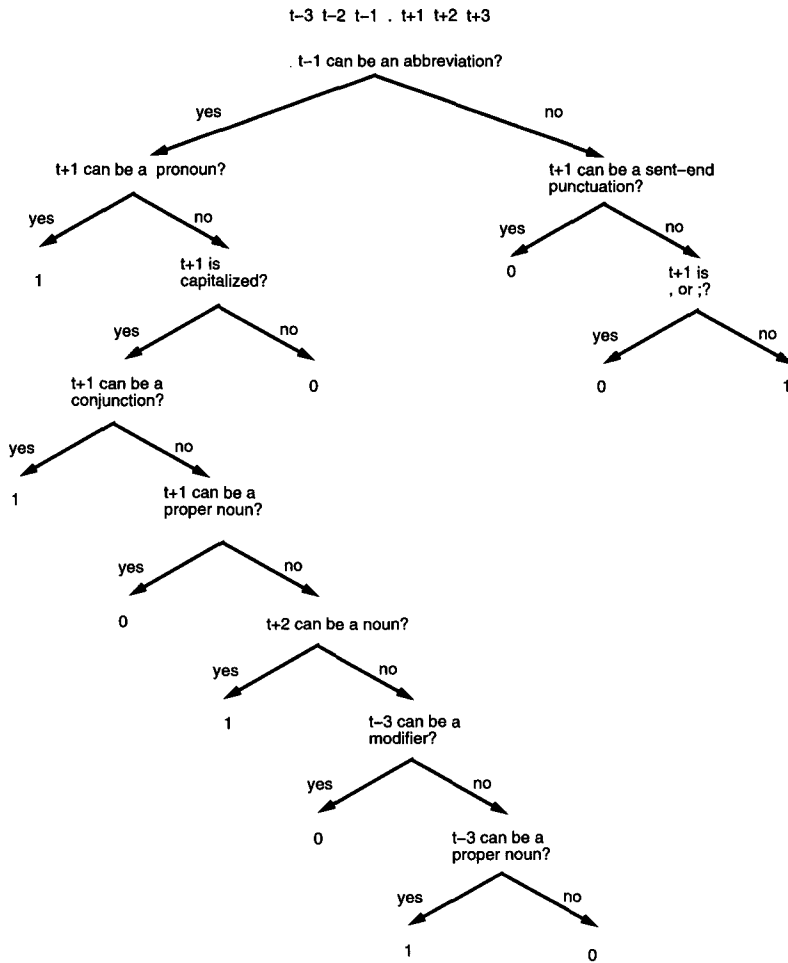 t−3 t−2 t−1 . t+1 t+2 t+3
t−1 can be an abbreviation?
yes
no
t+1 can be a pronoun?
t+1 can be a sent−end
punctuation?
yes
no
yes
no
1
t+1 is
capitalized?
0
t+1 is
, or ;?
yes
no
yes
no
t+1 can be a
conjunction?
0
0
1
yes
no
1
t+1 can be a
proper noun?
yes
no
0
t+2 can be a noun?
yes
no
1
t−3 can be a
modifier?
yes
no
0
t−3 can be a
proper noun?
yes
no
1
0